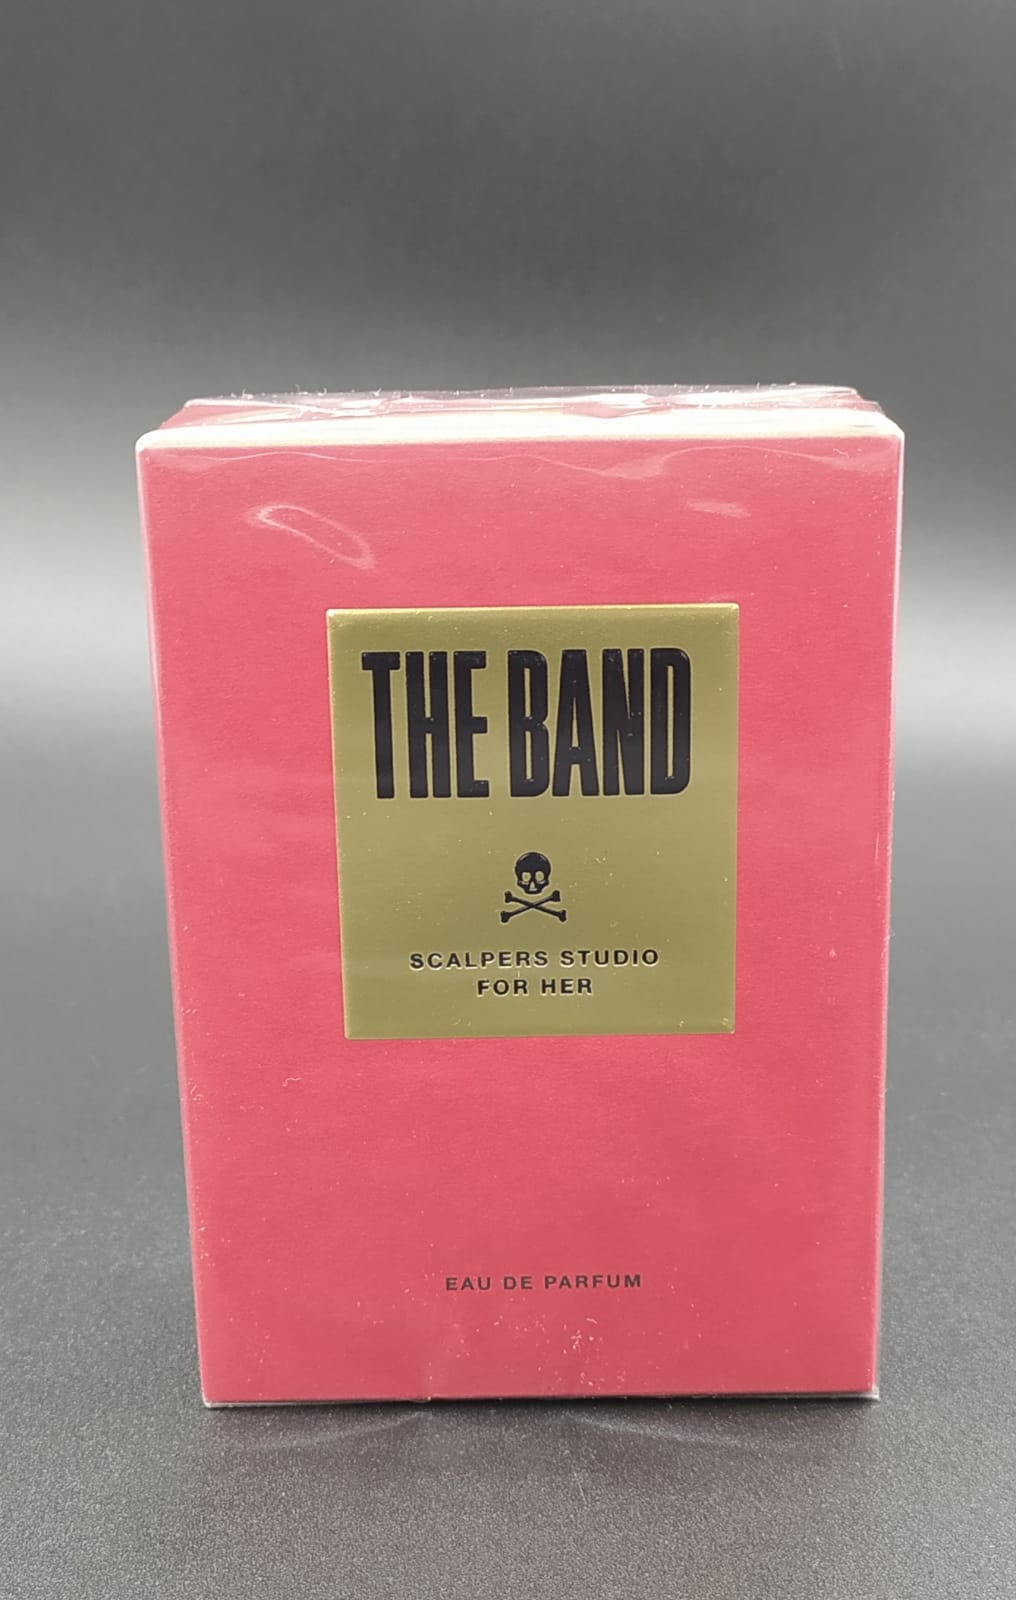 THE BAND
SCALPERS STUDIO
FOR HER
EAU DE PARFUM